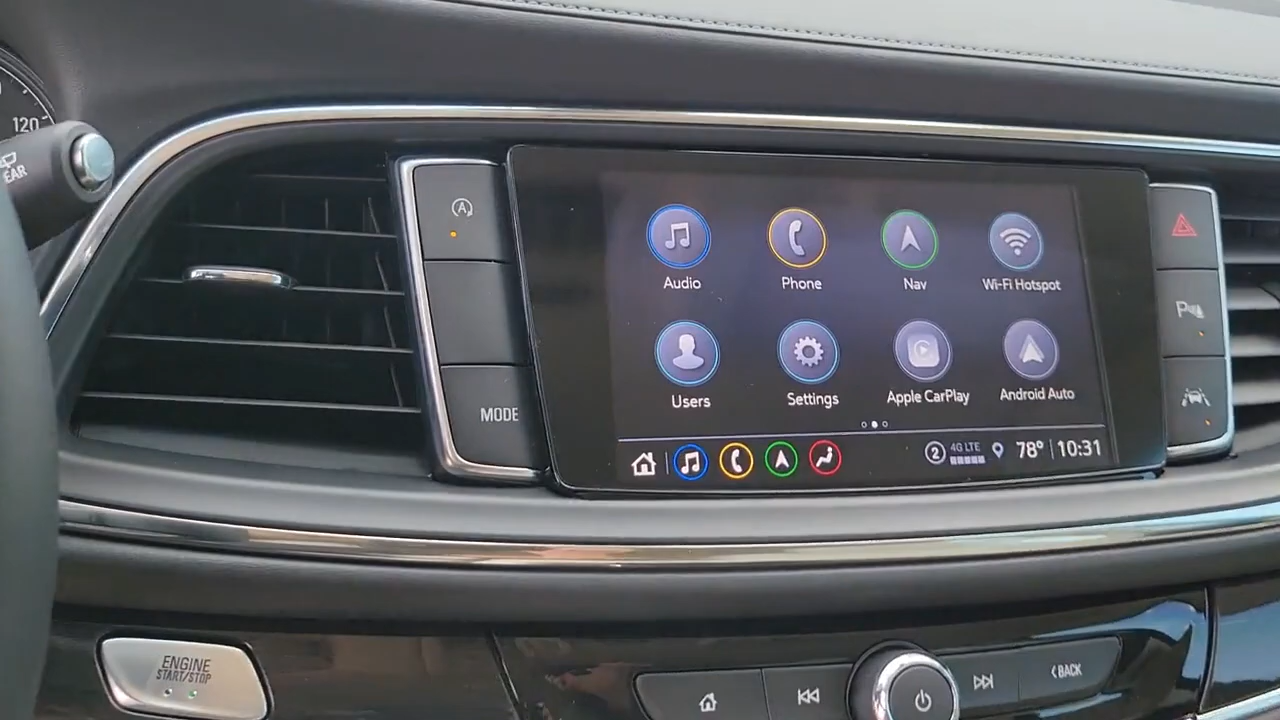 120
EAR
MODE
Audio
Phone
Nav
Wi-Fi Hotspot
Users
Settings
Apple CarPlay
Android Auto
2
4G LTE
78°
10:31
ENGINE
START/STOP
BACK